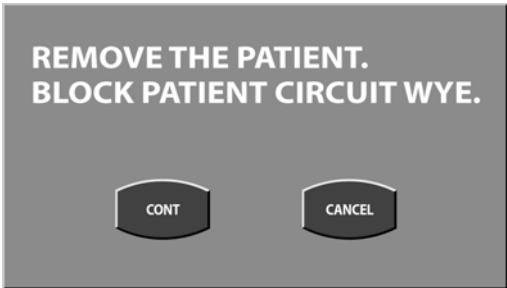 REMOVE THE PATIENT.
BLOCK PATIENT CIRCUIT WYE.
CONT
CANCEL